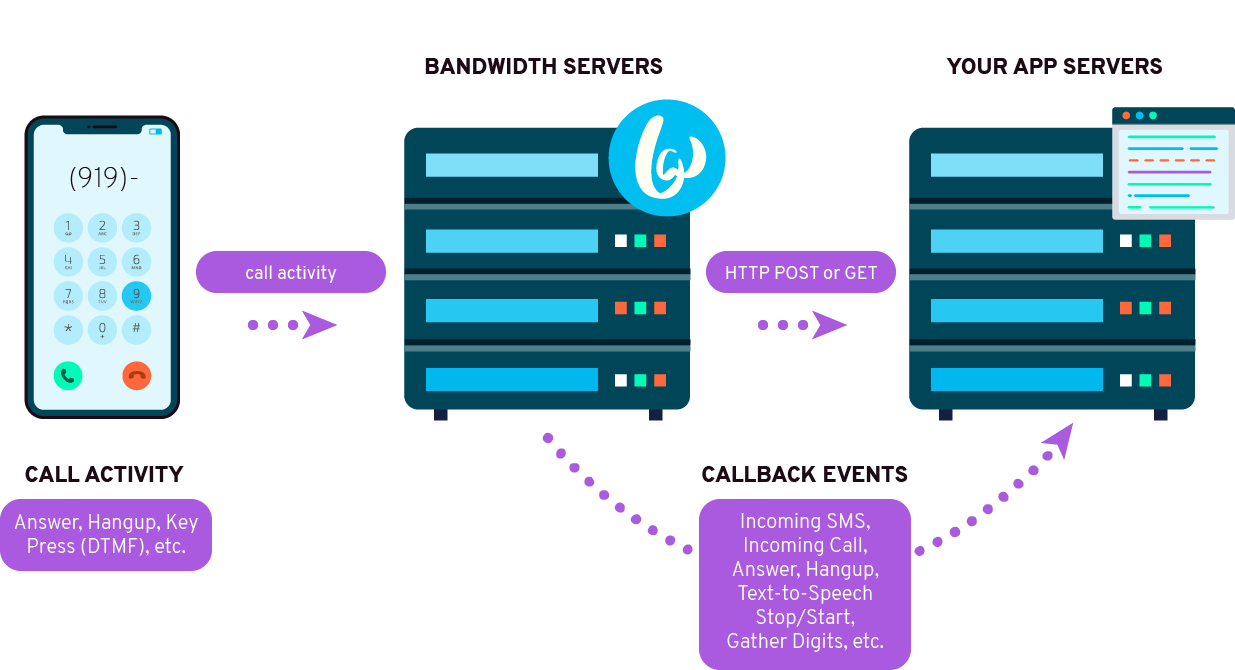 BANDWIDTH SERVERS
YOUR APP SERVERS
(919)-
1 2 3
ABC DEF
4 5 6
GHI JKL MNO
7 8 9
PQRS TUV WXYZ
* 0 #
+
call activity
HTTP POST or GET
CALL ACTIVITY
Answer, Hangup, Key
Press (DTMF), etc.
CALLBACK EVENTS
Incoming SMS,
Incoming Call,
Answer, Hangup,
Text-to-Speech
Stop/Start,
Gather Digits, etc.